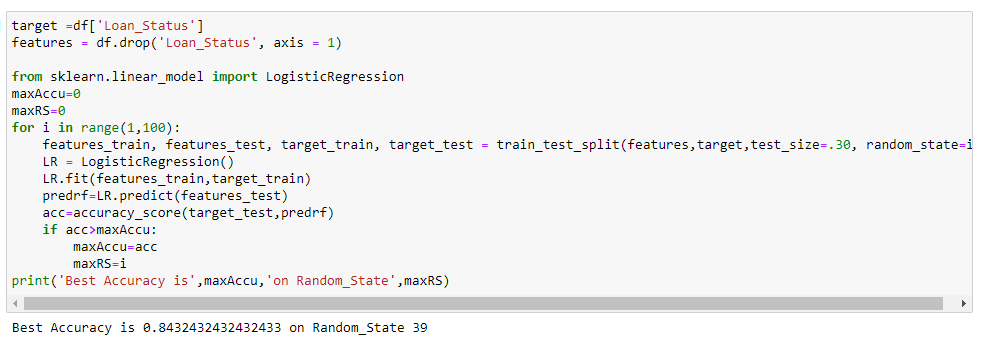 target =df['Loan_Status']
features = df.drop('Loan_Status', axis = 1)

from sklearn.linear_model import LogisticRegression
maxAccu=0
maxRS=0
for i in range(1,100):
    features_train, features_test, target_train, target_test = train_test_split(features,target,test_size=.30, random_state=i
    LR = LogisticRegression()
    LR.fit(features_train,target_train)
    predrf=LR.predict(features_test)
    acc=accuracy_score(target_test,predrf)
    if acc>maxAccu:
        maxAccu=acc
        maxRS=i
print('Best Accuracy is',maxAccu,'on Random_State',maxRS)
Best Accuracy is 0.8432432432432433 on Random_State 39